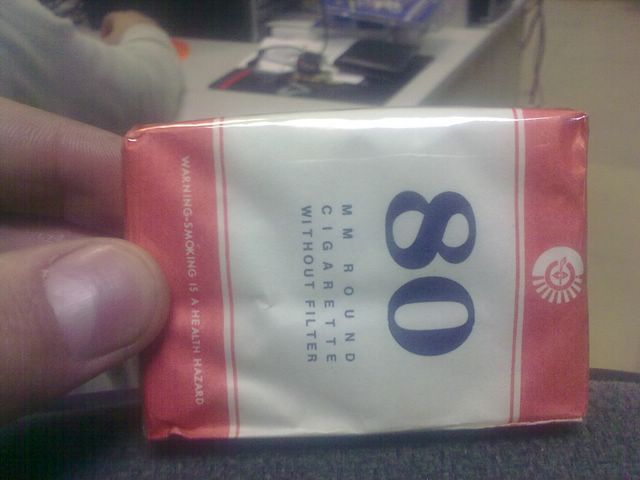 80
MM ROUND
CIGARETTE
WITHOUT FILTER
WARNING-SMOKING IS A HEALTH HAZARD